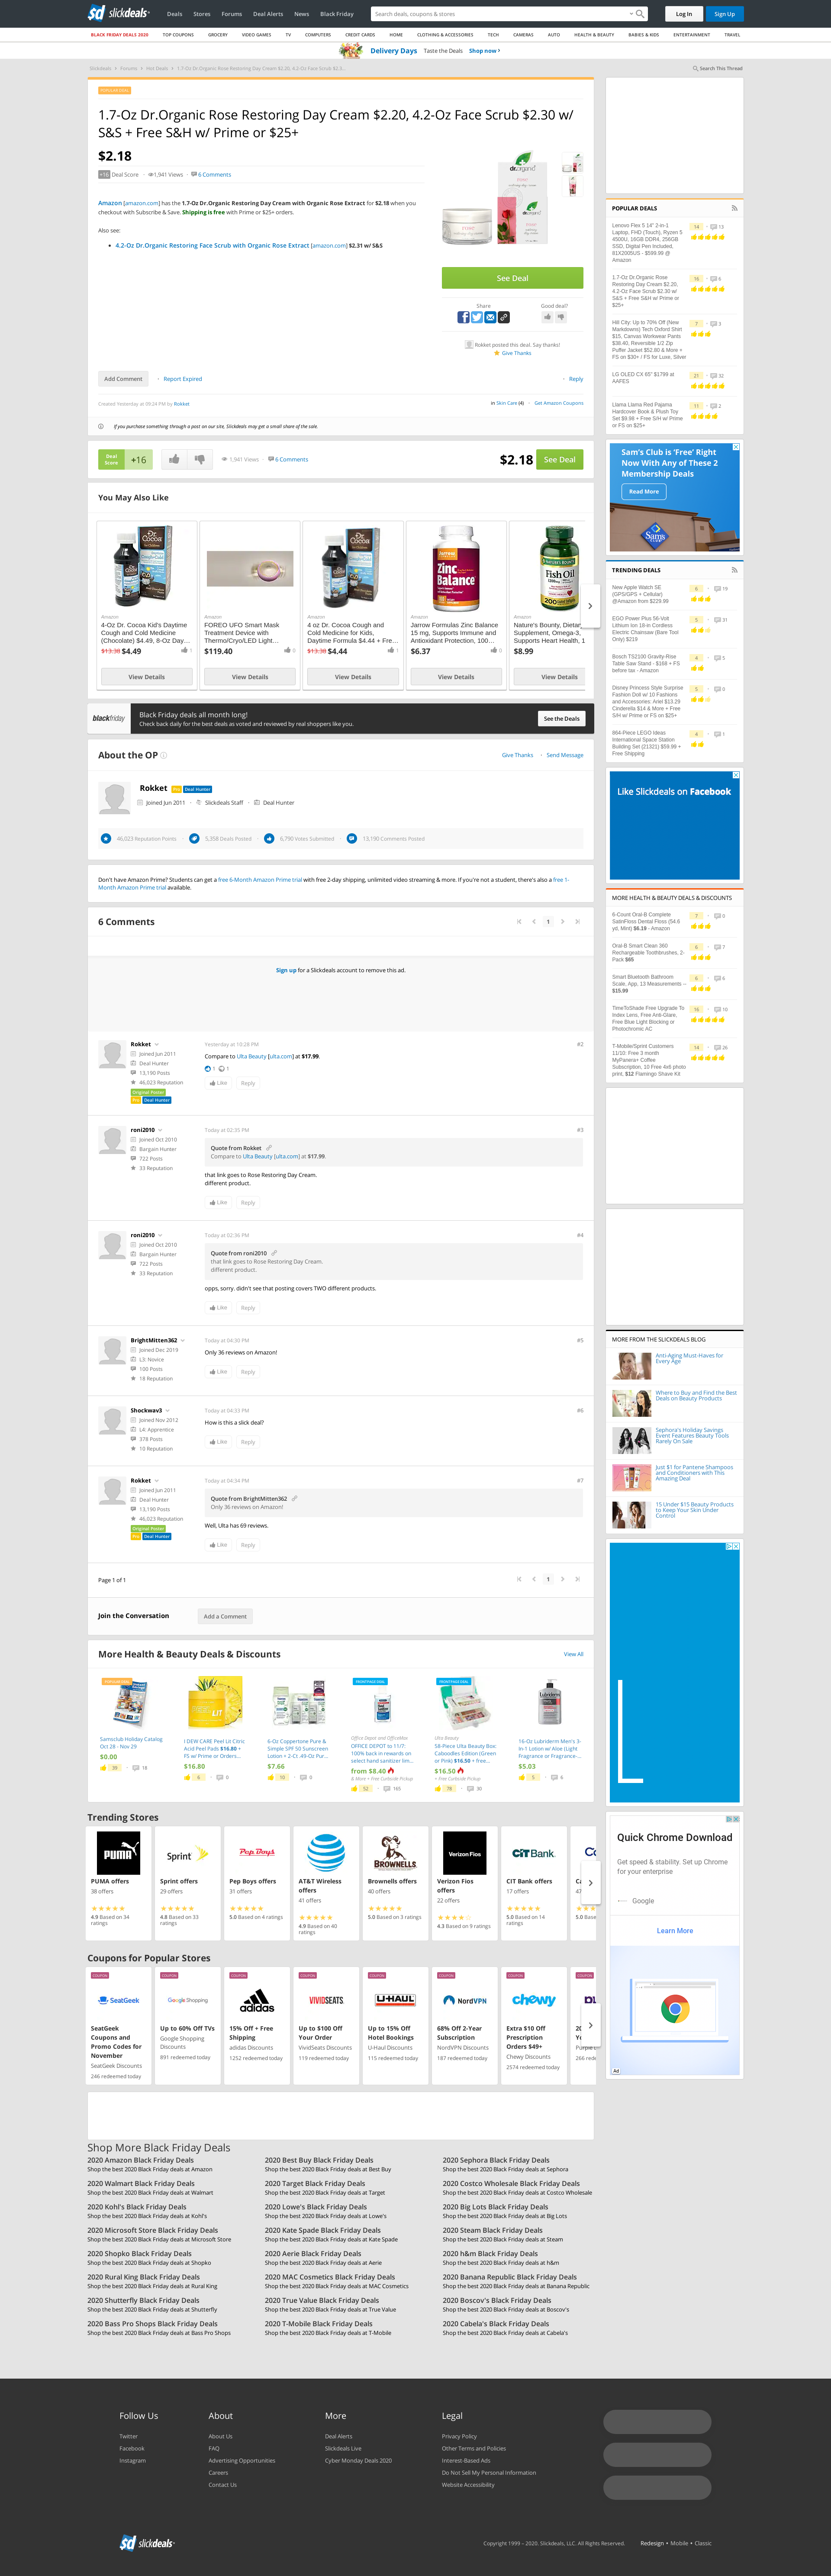 slickdeals
Deals
Stores
Forums
Deal Alerts
News
Black Friday
Search deals, coupons & stores
Log In
Sign Up
BLACK FRIDAY DEALS 2020
TOP COUPONS
GROCERY
VIDEO GAMES
TV
COMPUTERS
CREDIT CARDS
HOME
CLOTHING & ACCESSORIES
TECH
CAMERAS
AUTO
HEALTH & BEAUTY
BABIES & KIDS
ENTERTAINMENT
TRAVEL
Delivery Days Taste the Deals Shop now >
Slickdeals > Forums > Hot Deals > 1.7-Oz Dr.Organic Rose Restoring Day Cream $2.20, 4.2-Oz Face Scrub $2.3...
Search This Thread
POPULAR DEAL
1.7-Oz Dr.Organic Rose Restoring Day Cream $2.20, 4.2-Oz Face Scrub $2.30 w/
S&S + Free S&H w/ Prime or $25+
$2.18
+16 Deal Score
1,941 Views
6 Comments
Amazon [amazon.com] has the 1.7-Oz Dr.Organic Restoring Day Cream with Organic Rose Extract for $2.18 when you
checkout with Subscribe & Save. Shipping is free with Prime or $25+ orders.
Also see:
4.2-Oz Dr.Organic Restoring Face Scrub with Organic Rose Extract [amazon.com] $2.31 w/ S&S
See Deal
Share
Good deal?
Rokket posted this deal. Say thanks!
Give Thanks
Add Comment
Report Expired
Reply
Created Yesterday at 09:26 PM by Rokket
in Skin Care (4)
Get Amazon Coupons
If you purchase something through a post on our site, Slickdeals may get a small share of the sale.
Deal
Score
+16
1,941 Views
6 Comments
$2.18
See Deal
You May Also Like
Amazon
4-Oz Dr. Cocoa Kid's Daytime
Cough and Cold Medicine
(Chocolate) $4.49, 8-Oz Day...
$13.38 $4.49
1
View Details
Amazon
FOREO UFO Smart Mask
Treatment Device with
Thermo/Cryo/LED Light...
$119.40
0
View Details
Amazon
4 oz Dr. Cocoa Cough and
Cold Medicine for Kids,
Daytime Formula $4.44 + Fre...
$13.38 $4.44
1
View Details
Amazon
Jarrow Formulas Zinc Balance
15 mg, Supports Immune and
Antioxidant Protection, 100...
$6.37
0
View Details
Amazon
Nature's Bounty, Dietar
Supplement, Omega-3,
Supports Heart Health, 1
$8.99
View Details
blackfriday
Black Friday deals all month long!
Check back daily for the best deals as voted and reviewed by real shoppers like you.
See the Deals
About the OP
Give Thanks
Send Message
Rokket
Pro
Deal Hunter
Joined Jun 2011
Slickdeals Staff
Deal Hunter
46,023 Reputation Points
5,358 Deals Posted
6,790 Votes Submitted
13,190 Comments Posted
Don't have Amazon Prime? Students can get a free 6-Month Amazon Prime trial with free 2-day shipping, unlimited video streaming & more. If you're not a student, there's also a free 1-
Month Amazon Prime trial available.
6 Comments
1
Sign up for a Slickdeals account to remove this ad.
Rokket
Joined Jun 2011
Deal Hunter
13,190 Posts
46,023 Reputation
Original Poster
Pro
Deal Hunter
Yesterday at 10:28 PM
#2
Compare to Ulta Beauty [ulta.com] at $17.99.
1
1
Like
Reply
roni2010
Joined Oct 2010
Bargain Hunter
722 Posts
33 Reputation
Today at 02:35 PM
#3
Quote from Rokket
Compare to Ulta Beauty [ulta.com] at $17.99.
that link goes to Rose Restoring Day Cream.
different product.
Like
Reply
roni2010
Joined Oct 2010
Bargain Hunter
722 Posts
33 Reputation
Today at 02:36 PM
#4
Quote from roni2010
that link goes to Rose Restoring Day Cream.
different product.
opps, sorry. didn't see that posting covers TWO different products.
Like
Reply
BrightMitten362
Joined Dec 2019
L3: Novice
100 Posts
18 Reputation
Today at 04:30 PM
#5
Only 36 reviews on Amazon!
Like
Reply
Shockwav3
Joined Nov 2012
L4: Apprentice
378 Posts
10 Reputation
Today at 04:33 PM
#6
How is this a slick deal?
Like
Reply
Rokket
Joined Jun 2011
Deal Hunter
13,190 Posts
46,023 Reputation
Original Poster
Pro
Deal Hunter
Today at 04:34 PM
#7
Quote from BrightMitten362
Only 36 reviews on Amazon!
Well, Ulta has 69 reviews.
Like
Reply
Page 1 of 1
1
Join the Conversation
Add a Comment
More Health & Beauty Deals & Discounts
View All
Samsclub Holiday Catalog
Oct 28 - Nov 29
$0.00
39
18
I DEW CARE Peel Lit Citric
Acid Peel Pads $16.80 +
FS w/ Prime or Orders...
$16.80
6
0
6-Oz Coppertone Pure &
Simple SPF 50 Sunscreen
Lotion + 2-Ct .49-Oz Pur...
$7.66
10
0
FRONTPAGE DEAL
Office Depot and OfficeMax
OFFICE DEPOT to 11/7:
100% back in rewards on
select hand sanitizer lim...
from $8.40
& More + Free Curbside Pickup
52
165
FRONTPAGE DEAL
Ulta Beauty
58-Piece Ulta Beauty Box:
Caboodles Edition (Green
or Pink) $16.50 + free...
$16.50
+ Free Curbside Pickup
79
30
16-Oz Lubriderm Men's 3-
In-1 Lotion w/ Aloe (Light
Fragrance or Fragrance-...
$5.03
5
6
Trending Stores
PUMA
PUMA offers
38 offers
4.9 Based on 34
ratings
Sprint
Sprint offers
29 offers
4.8 Based on 33
ratings
Pep Boys
Pep Boys offers
31 offers
5.0 Based on 4 ratings
AT&T
AT&T Wireless
offers
41 offers
4.9 Based on 40
ratings
BROWNELLS
Brownells offers
40 offers
5.0 Based on 3 ratings
Verizon Fios
Verizon Fios
offers
22 offers
4.3 Based on 9 ratings
CIT Bank
CIT Bank offers
17 offers
5.0 Based on 14
ratings
Coupons for Popular Stores
COUPON
SeatGeek
SeatGeek
Coupons and
Promo Codes for
November
SeatGeek Discounts
246 redeemed today
COUPON
Google Shopping
Up to 60% Off TVs
Google Shopping
Discounts
891 redeemed today
COUPON
adidas
15% Off + Free
Shipping
adidas Discounts
1252 redeemed today
COUPON
VIVIDSEATS
Up to $100 Off
Your Order
VividSeats Discounts
119 redeemed today
COUPON
U-HAUL
Up to 15% Off
Hotel Bookings
U-Haul Discounts
115 redeemed today
COUPON
NordVPN
68% Off 2-Year
Subscription
NordVPN Discounts
187 redeemed today
COUPON
chewy
Extra $10 Off
Prescription
Orders $49+
Chewy Discounts
2574 redeemed today
COUPON
Shop More Black Friday Deals
2020 Amazon Black Friday Deals
Shop the best 2020 Black Friday deals at Amazon
2020 Best Buy Black Friday Deals
Shop the best 2020 Black Friday deals at Best Buy
2020 Sephora Black Friday Deals
Shop the best 2020 Black Friday deals at Sephora
2020 Walmart Black Friday Deals
Shop the best 2020 Black Friday deals at Walmart
2020 Target Black Friday Deals
Shop the best 2020 Black Friday deals at Target
2020 Costco Wholesale Black Friday Deals
Shop the best 2020 Black Friday deals at Costco Wholesale
2020 Kohl's Black Friday Deals
Shop the best 2020 Black Friday deals at Kohl's
2020 Lowe's Black Friday Deals
Shop the best 2020 Black Friday deals at Lowe's
2020 Big Lots Black Friday Deals
Shop the best 2020 Black Friday deals at Big Lots
2020 Microsoft Store Black Friday Deals
Shop the best 2020 Black Friday deals at Microsoft Store
2020 Kate Spade Black Friday Deals
Shop the best 2020 Black Friday deals at Kate Spade
2020 Steam Black Friday Deals
Shop the best 2020 Black Friday deals at Steam
2020 Shopko Black Friday Deals
Shop the best 2020 Black Friday deals at Shopko
2020 Aerie Black Friday Deals
Shop the best 2020 Black Friday deals at Aerie
2020 h&m Black Friday Deals
Shop the best 2020 Black Friday deals at h&m
2020 Rural King Black Friday Deals
Shop the best 2020 Black Friday deals at Rural King
2020 MAC Cosmetics Black Friday Deals
Shop the best 2020 Black Friday deals at MAC Cosmetics
2020 Banana Republic Black Friday Deals
Shop the best 2020 Black Friday deals at Banana Republic
2020 Shutterfly Black Friday Deals
Shop the best 2020 Black Friday deals at Shutterfly
2020 True Value Black Friday Deals
Shop the best 2020 Black Friday deals at True Value
2020 Boscov's Black Friday Deals
Shop the best 2020 Black Friday deals at Boscov's
2020 Bass Pro Shops Black Friday Deals
Shop the best 2020 Black Friday deals at Bass Pro Shops
2020 T-Mobile Black Friday Deals
Shop the best 2020 Black Friday deals at T-Mobile
2020 Cabela's Black Friday Deals
Shop the best 2020 Black Friday deals at Cabela's
POPULAR DEALS
Lenovo Flex 5 14" 2-in-1
Laptop, FHD (Touch), Ryzen 5
4500U, 16GB DDR4, 256GB
SSD, Digital Pen Included,
81X2005US - $599.99 @
Amazon
14
13
1.7-Oz Dr.Organic Rose
Restoring Day Cream $2.20,
4.2-Oz Face Scrub $2.30 w/
S&S + Free S&H w/ Prime or
$25+
16
6
Hill City: Up to 70% Off (New
Markdowns) Tech Oxford Shirt
$15, Canvas Workwear Pants
$38.40, Reversible 1/2 Zip
Puffer Jacket $52.80 & More +
FS on $30+ / FS for Luxe, Silver
7
3
LG OLED CX 65" $1799 at
AAFES
21
32
Llama Llama Red Pajama
Hardcover Book & Plush Toy
Set $9.66 + Free S/H w/ Prime
or FS on $25+
11
2
Sam's Club is 'Free' Right
Now With Any of These 2
Membership Deals
Read More
TRENDING DEALS
New Apple Watch SE
(GPS/GPS + Cellular)
@Amazon from $229.99
6
19
EGO Power Plus 56-Volt
Lithium Ion 16-in Cordless
Electric Chainsaw (Bare Tool
Only) $219
5
31
Bosch TS2100 Gravity-Rise
Table Saw Stand - $168 + FS
before tax - Amazon
4
5
Disney Princess Style Surprise
Fashion Doll w/ 10 Fashions
and Accessories: Ariel $13.29
Cinderella $14 & More + Free
S/H w/ Prime or FS on $25+
5
0
864-Piece LEGO Ideas
International Space Station
Building Set (21321) $59.99 +
Free Shipping
4
1
Like Slickdeals on Facebook
MORE HEALTH & BEAUTY DEALS & DISCOUNTS
6-Count Oral-B Complete
SatinFloss Dental Floss (54.6
yd, Mint) $6.19 - Amazon
7
0
Oral-B Smart Clean 360
Rechargeable Toothbrushes, 2-
Pack $65
6
7
Smart Bluetooth Bathroom
Scale, App, 13 Measurements --
$15.99
6
6
TimeToShade Free Upgrade To
Index Lens, Free Anti-Glare,
Free Blue Light Blocking or
Photochromic AC
16
10
T-Mobile/Sprint Customers
11/10: Free 3 month
MyPanera+ Coffee
Subscription, 10 Free 4x6 photo
print, $12 Flamingo Shave Kit
14
26
MORE FROM THE SLICKDEALS BLOG
Anti-Aging Must-Haves for
Every Age
Where to Buy and Find the Best
Deals on Beauty Products
Sephora's Holiday Savings
Event Features Beauty Tools
Rarely On Sale
Just $1 for Pantene Shampoos
and Conditioners with This
Amazing Deal
15 Under $15 Beauty Products
to Keep Your Skin Under
Control
Quick Chrome Download
Get speed & stability. Set up Chrome
for your enterprise
Google
Learn More
Ad
Follow Us
Twitter
Facebook
Instagram
About
About Us
FAQ
Advertising Opportunities
Careers
Contact Us
More
Deal Alerts
Slickdeals Live
Cyber Monday Deals 2020
Legal
Privacy Policy
Other Terms and Policies
Interest-Based Ads
Do Not Sell My Personal Information
Website Accessibility
slickdeals
Copyright 1999 – 2020. Slickdeals, LLC. All Rights Reserved.
Redesign • Mobile • Classic